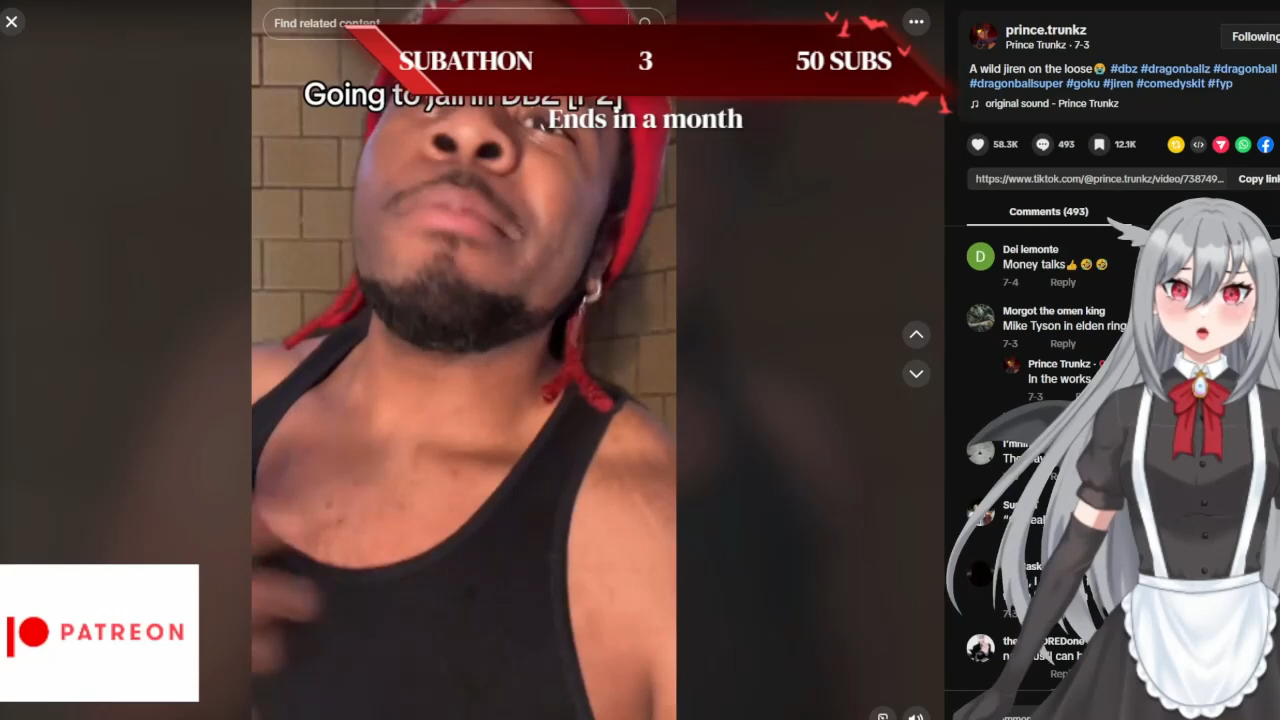 Find related content
SUBATHON 3 50 SUBS
Going to jail in DBZ [P2]
Ends in a month
PATREON
prince.trunkz
Prince Trunkz · 7-3
Following
A wild jiren on the loose😭 #dbz #dragonballz #dragonball
#dragonballsuper #goku #jiren #comedyskit #fyp
♫ original sound - Prince Trunkz
58.3K 493 12.1K
https://www.tiktok.com/@prince.trunkz/video/738749...
Copy link
Comments (493)
D
Dei lemonte
Money talks👍🤣🤣
7-4 Reply
Morgot the omen king
Mike Tyson in elden ring
7-3 Reply
Prince Trunkz ·
In the works
7-3